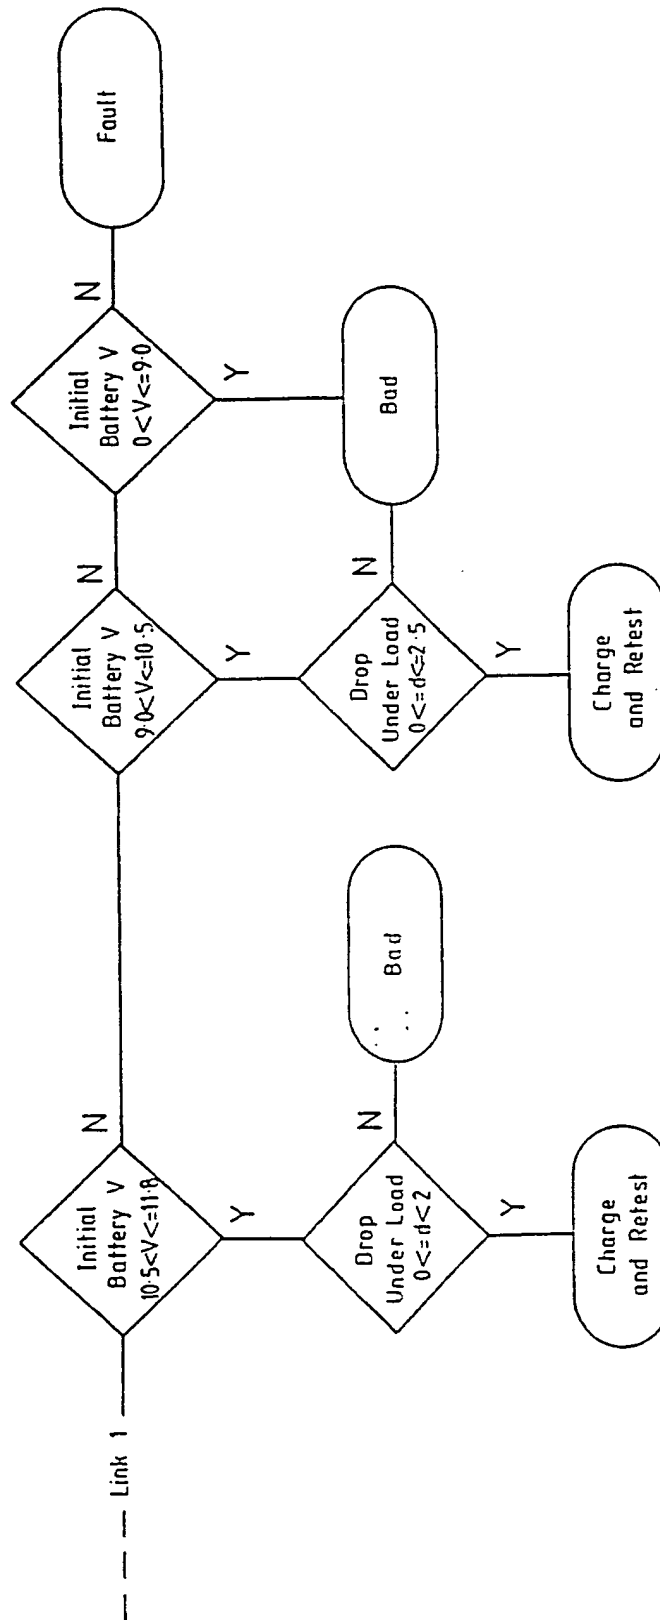 Link 1
Initial
Battery V
10·5<V<=11·8
N
Y
Initial
Battery V
9·0<V<=10·5
N
Y
Initial
Battery V
0<V<=9·0
N
Y
Fault
Drop
Under Load
0<=d<2
N
Y
Bad
Drop
Under Load
0<=d<=2·5
N
Y
Bad
Charge
and Retest
Charge
and Retest